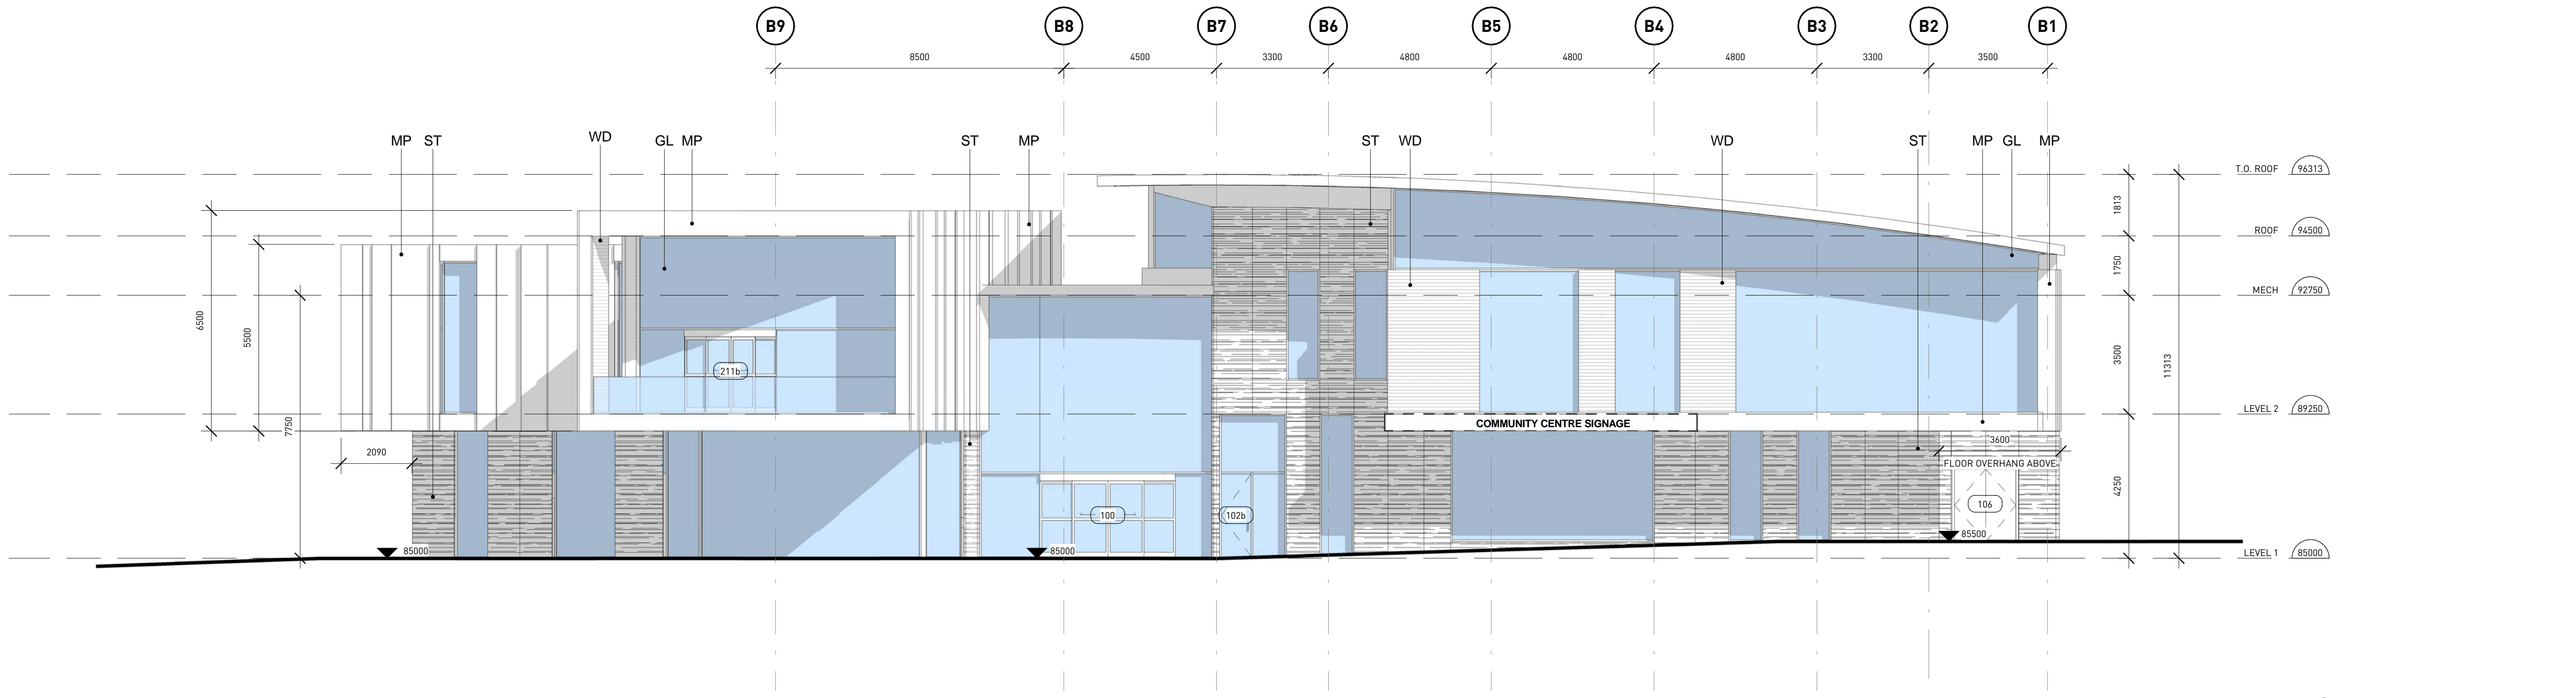 B9 B8 B7 B6 B5 B4 B3 B2 B1
8500 4500 3300 4800 4800 4800 3300 3500
MP ST WD GL MP ST MP ST WD WD ST MP GL MP
T.O. ROOF 96313
1813
ROOF 94500
1750
MECH 92750
6500
5500
7750
3500
11313
211b
LEVEL 2 89250
COMMUNITY CENTRE SIGNAGE
3600
2090
FLOOR OVERHANG ABOVE
4250
100
102b
106
85500
85000
85000
LEVEL 1 85000